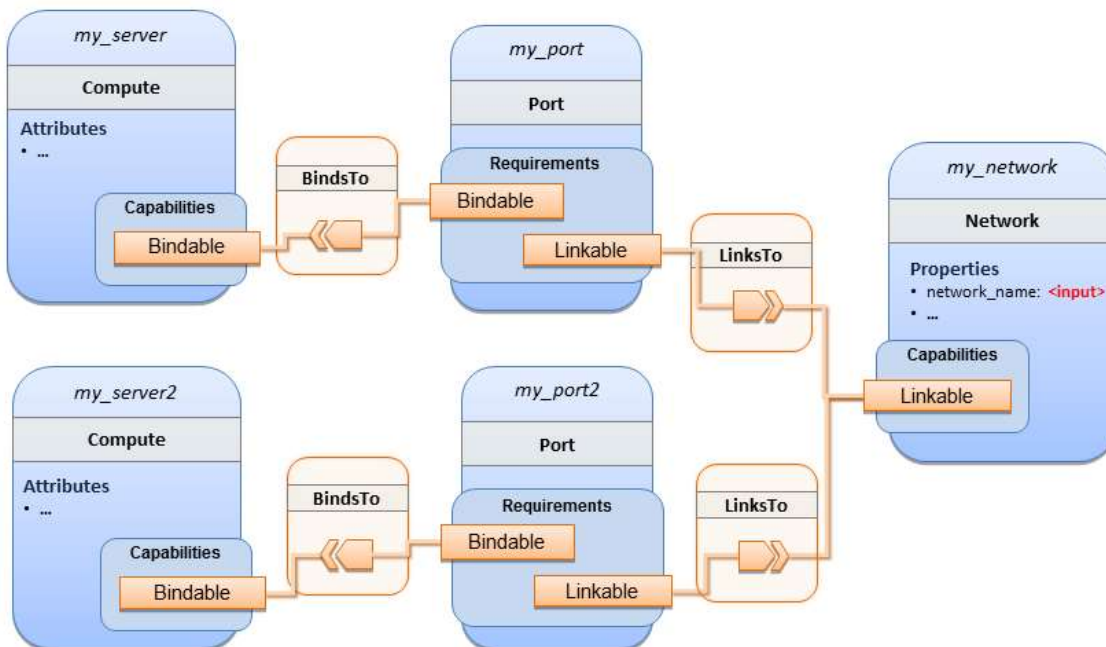 my_server
Compute
Attributes
• ...
Capabilities
Bindable
BindsTo
my_port
Port
Requirements
Bindable
Linkable
LinksTo
my_network
Network
Properties
• network_name: <input>
• ...
Capabilities
Linkable
my_server2
Compute
Attributes
• ...
Capabilities
Bindable
BindsTo
my_port2
Port
Requirements
Bindable
Linkable
LinksTo